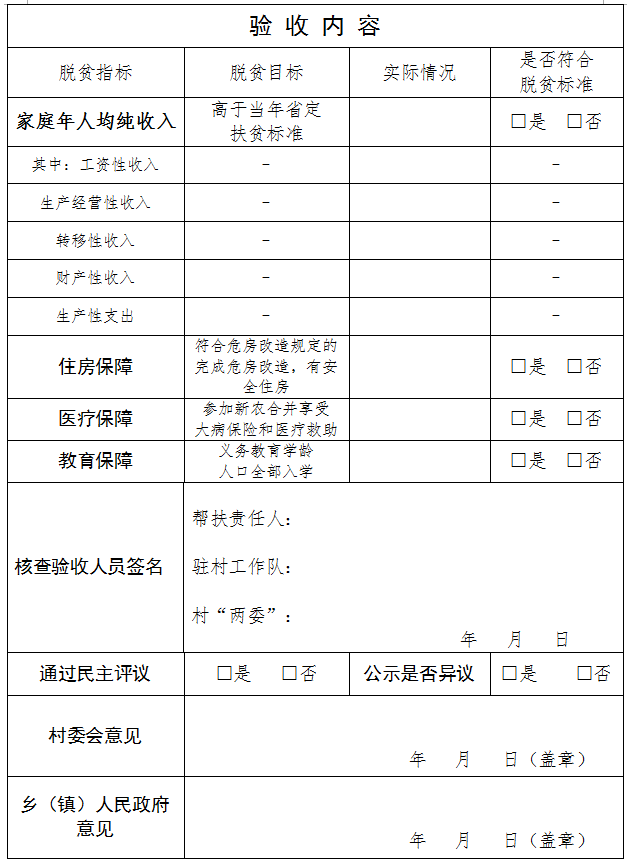 验收内容
脱贫指标 脱贫目标 实际情况 是否符合
脱贫标准
家庭年人均纯收入 高于当年省定
扶贫标准 □是 □否
其中：工资性收入 － －
生产经营性收入 － －
转移性收入 － －
财产性收入 － －
生产性支出 － －
住房保障 符合危房改造规定的
完成危房改造，有安
全住房 □是 □否
医疗保障 参加新农合并享受
大病保险和医疗救助 □是 □否
教育保障 义务教育学龄
人口全部入学 □是 □否
核查验收人员签名
帮扶责任人：
驻村工作队：
村“两委”：
年 月 日
通过民主评议 □是 □否 公示是否异议 □是 □否
村委会意见
年 月 日（盖章）
乡（镇）人民政府
意见
年 月 日（盖章）